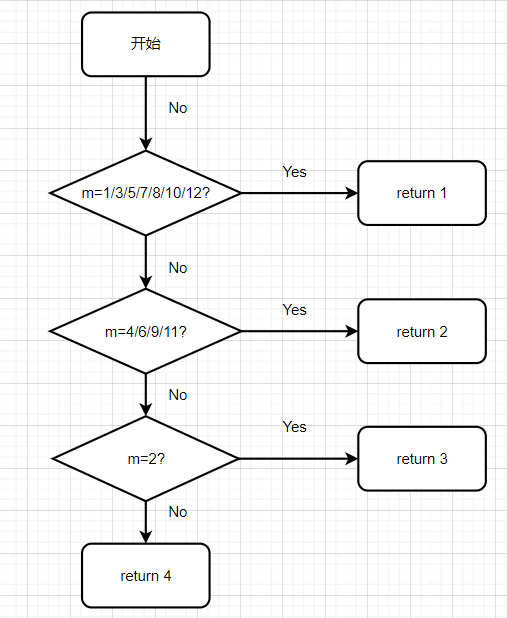 开始
No
m=1/3/5/7/8/10/12?
Yes
return 1
No
m=4/6/9/11?
Yes
return 2
No
m=2?
Yes
return 3
No
return 4